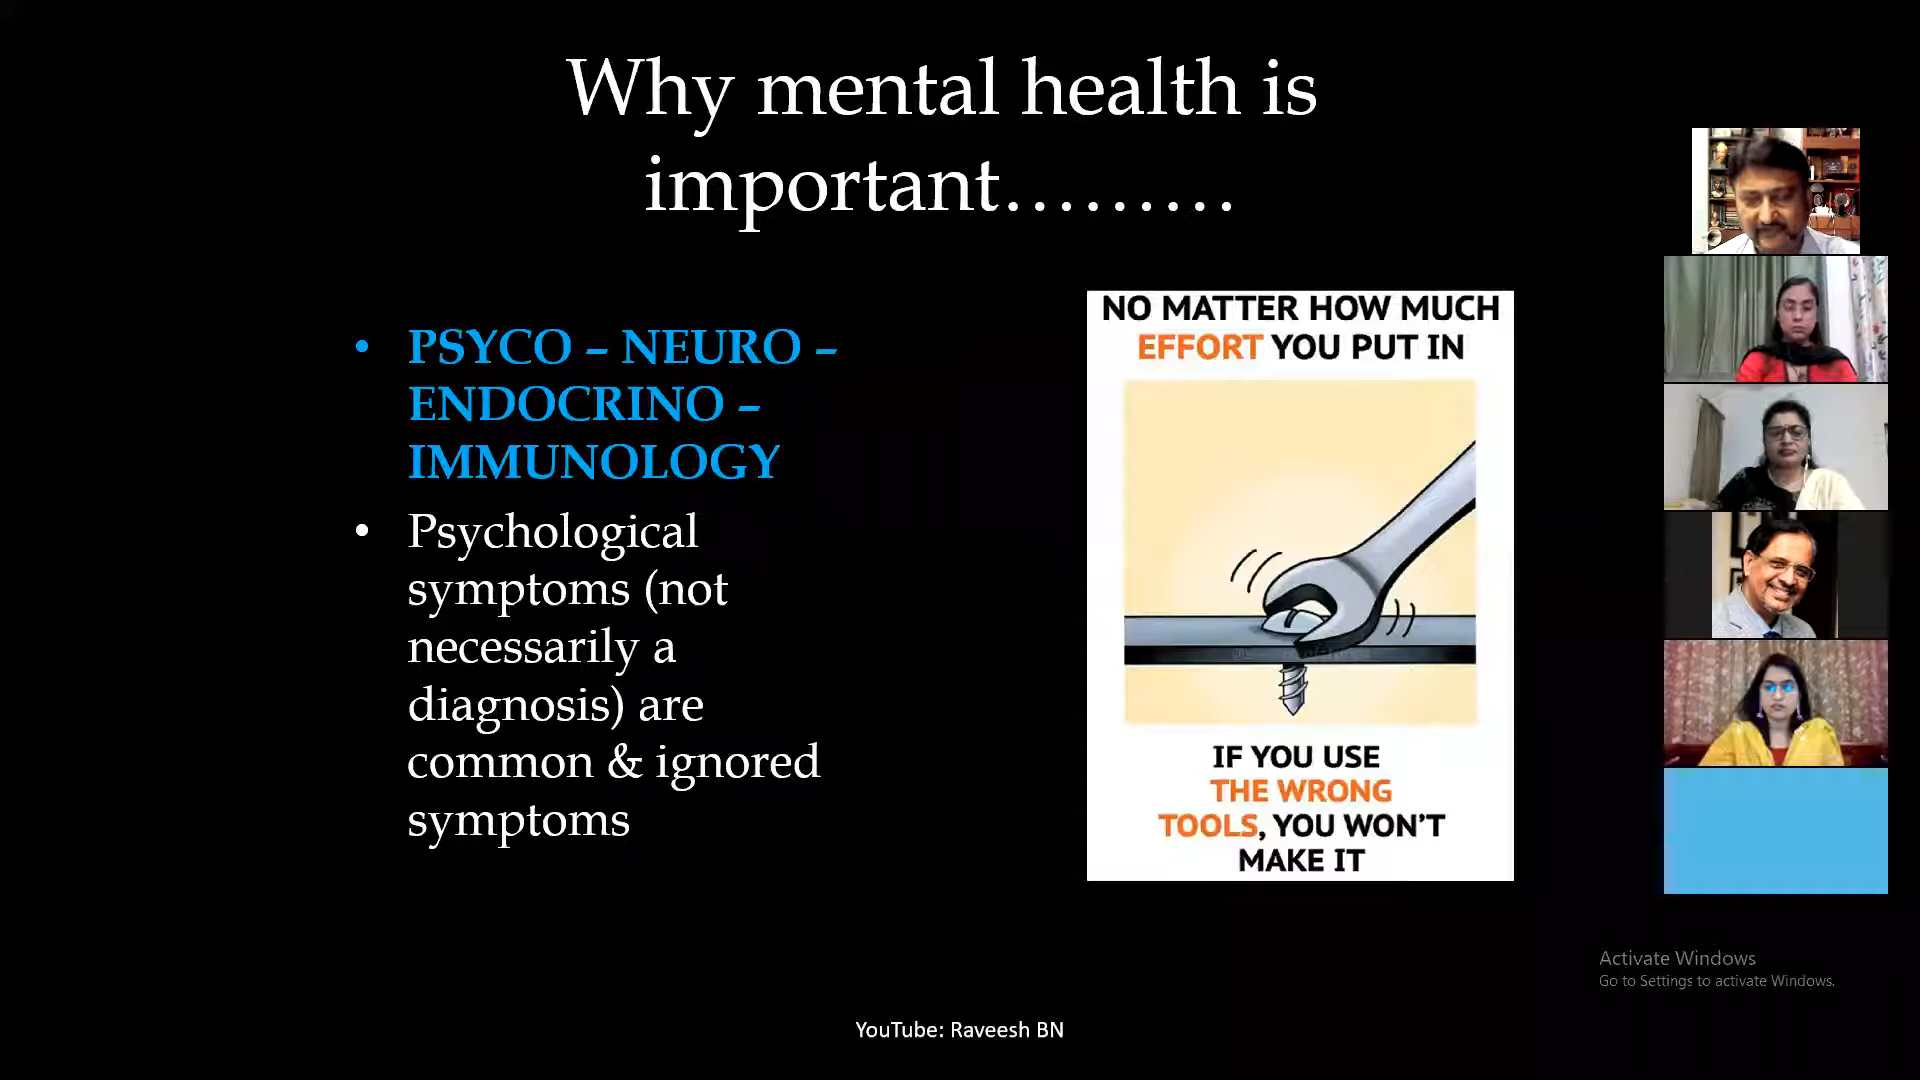 Why mental health is
important.........
• PSYCO – NEURO –
ENDOCRINO –
IMMUNOLOGY
• Psychological
symptoms (not
necessarily a
diagnosis) are
common & ignored
symptoms
NO MATTER HOW MUCH
EFFORT YOU PUT IN
IF YOU USE
THE WRONG
TOOLS, YOU WON'T
MAKE IT
Activate Windows
Go to Settings to activate Windows.
YouTube: Raveesh BN